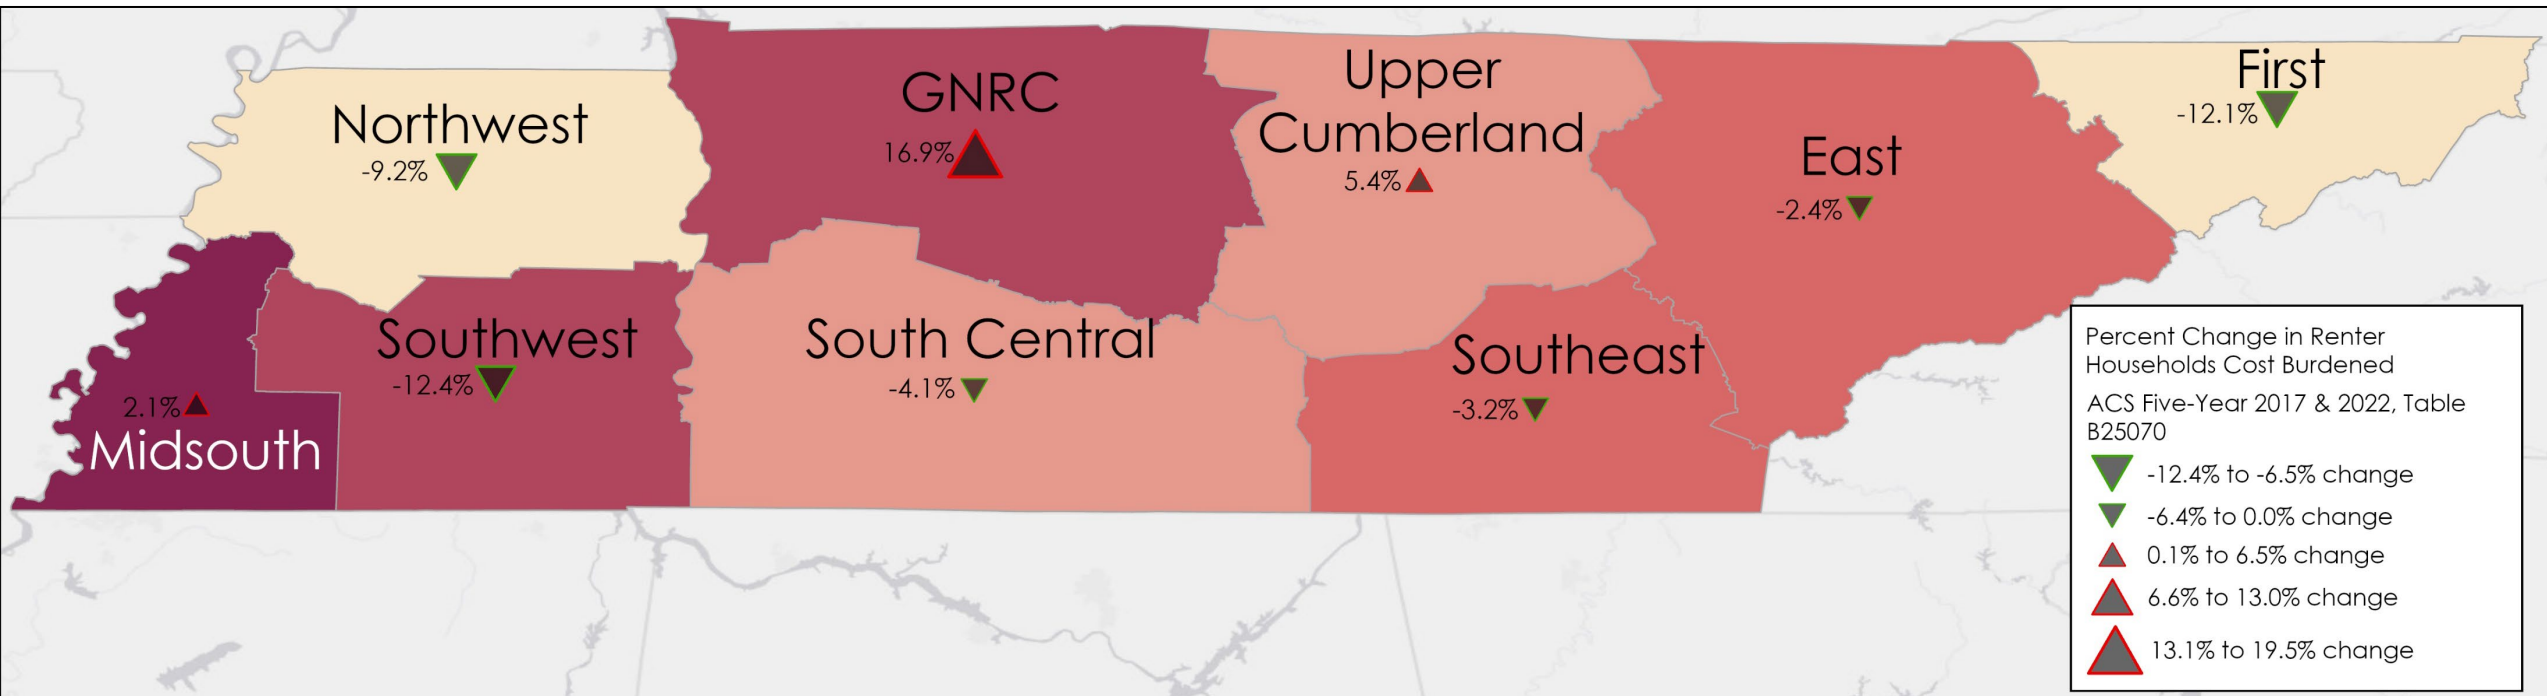 Northwest
-9.2%
GNRC
16.9%
Upper
Cumberland
5.4%
East
-2.4%
First
-12.1%
2.1%
Midsouth
Southwest
-12.4%
South Central
-4.1%
Southeast
-3.2%
Percent Change in Renter
Households Cost Burdened
ACS Five-Year 2017 & 2022, Table
B25070
-12.4% to -6.5% change
-6.4% to 0.0% change
0.1% to 6.5% change
6.6% to 13.0% change
13.1% to 19.5% change